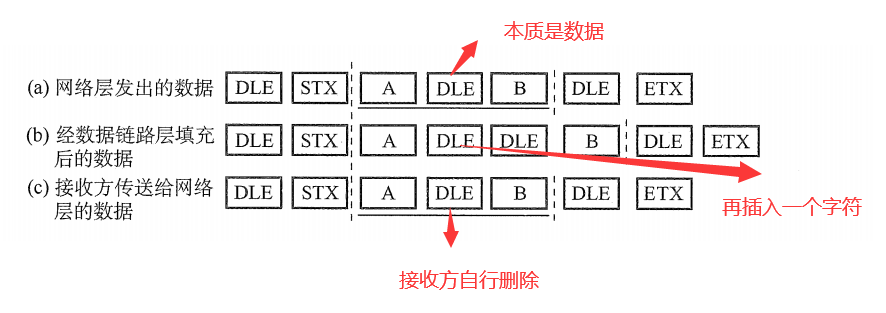 本质是数据
(a) 网络层发出的数据 DLE STX A DLE B DLE ETX
(b) 经数据链路层填充 DLE STX A DLE DLE B DLE ETX
后的数据
(c) 接收方传送给网络 DLE STX A DLE B DLE ETX
层的数据
再插入一个字符
接收方自行删除